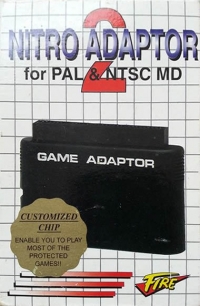 NITRO ADAPTOR
2
for PAL & NTSC MD
GAME ADAPTOR
CUSTOMIZED
CHIP
ENABLE YOU TO PLAY
MOST OF THE
PROTECTED
GAMES!!
FIRE